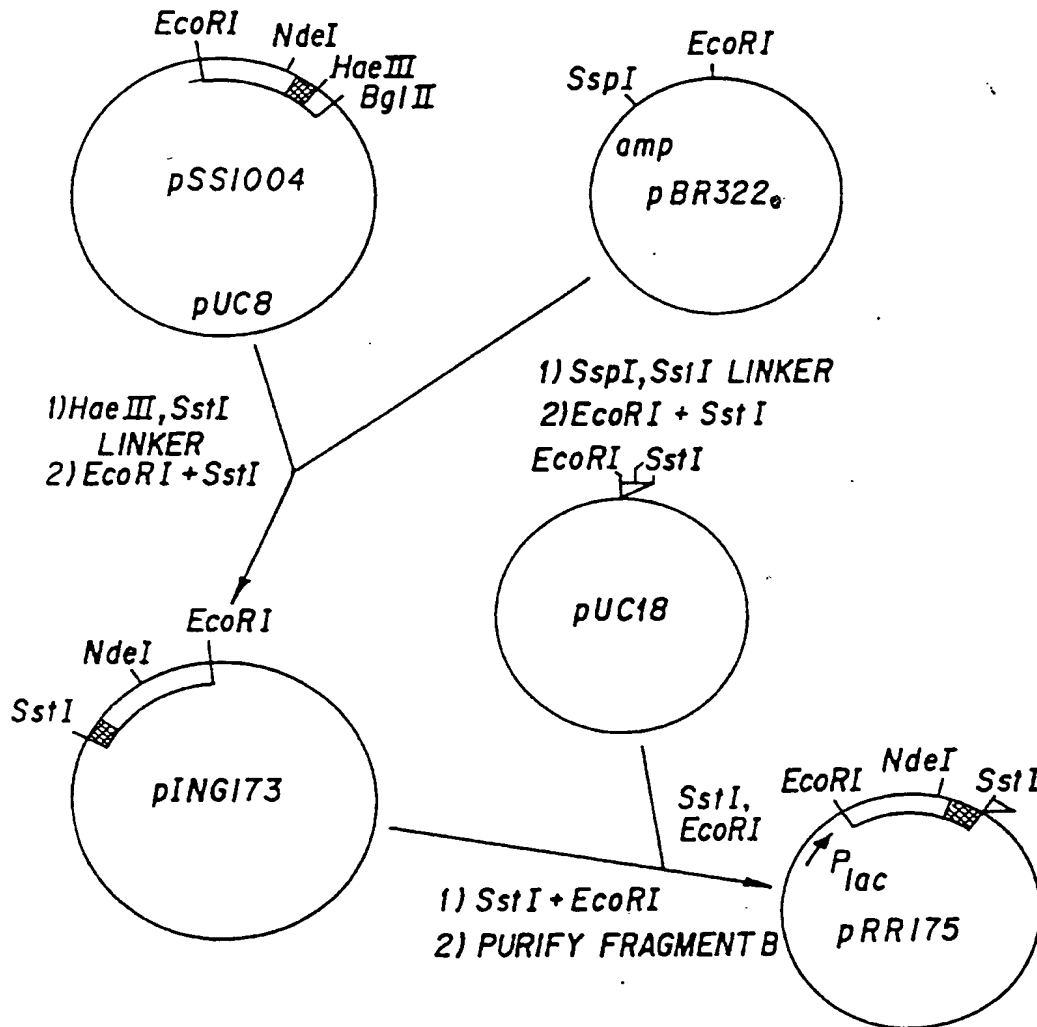 EcoRI
NdeI
HaeIII
BglII
pSS1004
pUC8
EcoRI
SspI
amp
pBR322
1)HaeIII,SstI
LINKER
2)EcoRI + SstI
1) SspI,SstI LINKER
2)EcoRI + SstI
EcoRI
SstI
pUC18
EcoRI
NdeI
SstI
pING173
SstI,
EcoRI
1) SstI + EcoRI
2) PURIFY FRAGMENT B
EcoRI
NdeI
SstI
Plac
pRR175